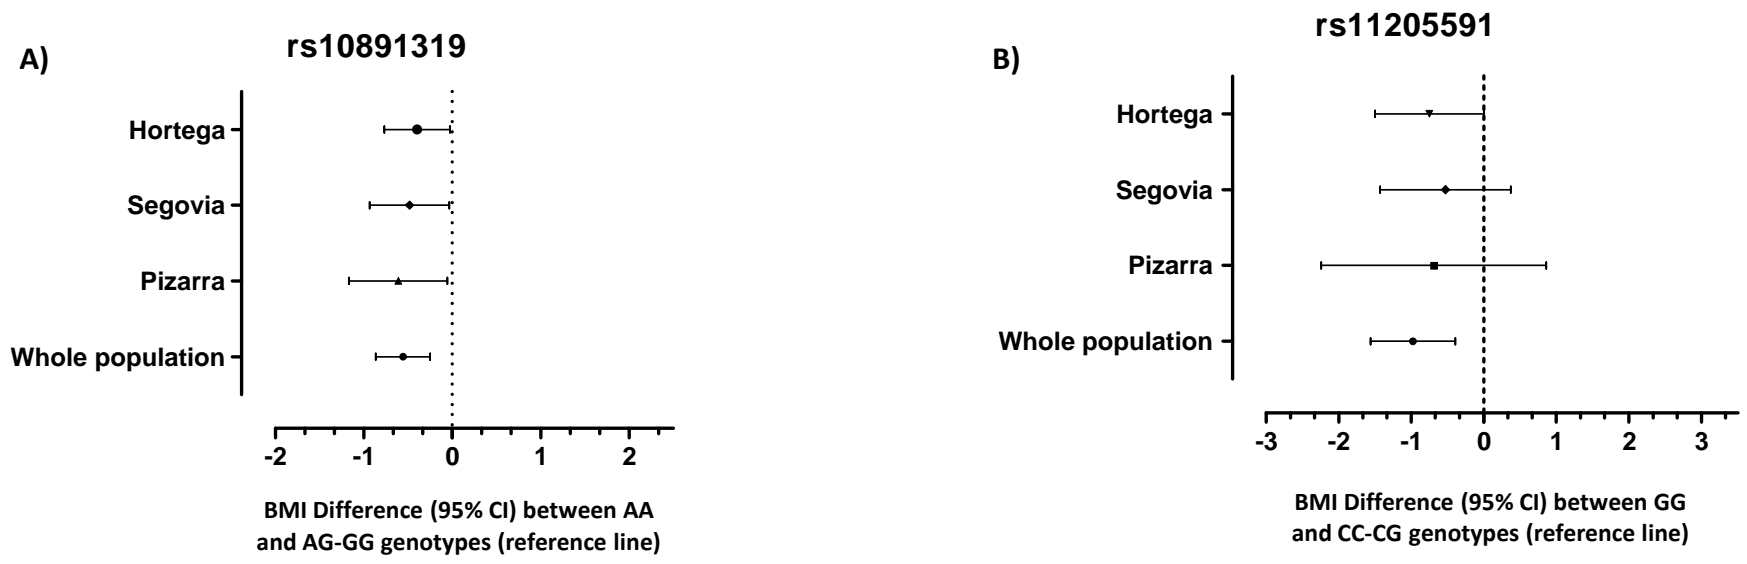 A)
rs10891319
Hortega
Segovia
Pizarra
Whole population
-2 -1 0 1 2
BMI Difference (95% CI) between AA
and AG-GG genotypes (reference line)
B)
rs11205591
Hortega
Segovia
Pizarra
Whole population
-3 -2 -1 0 1 2 3
BMI Difference (95% CI) between GG
and CC-CG genotypes (reference line)